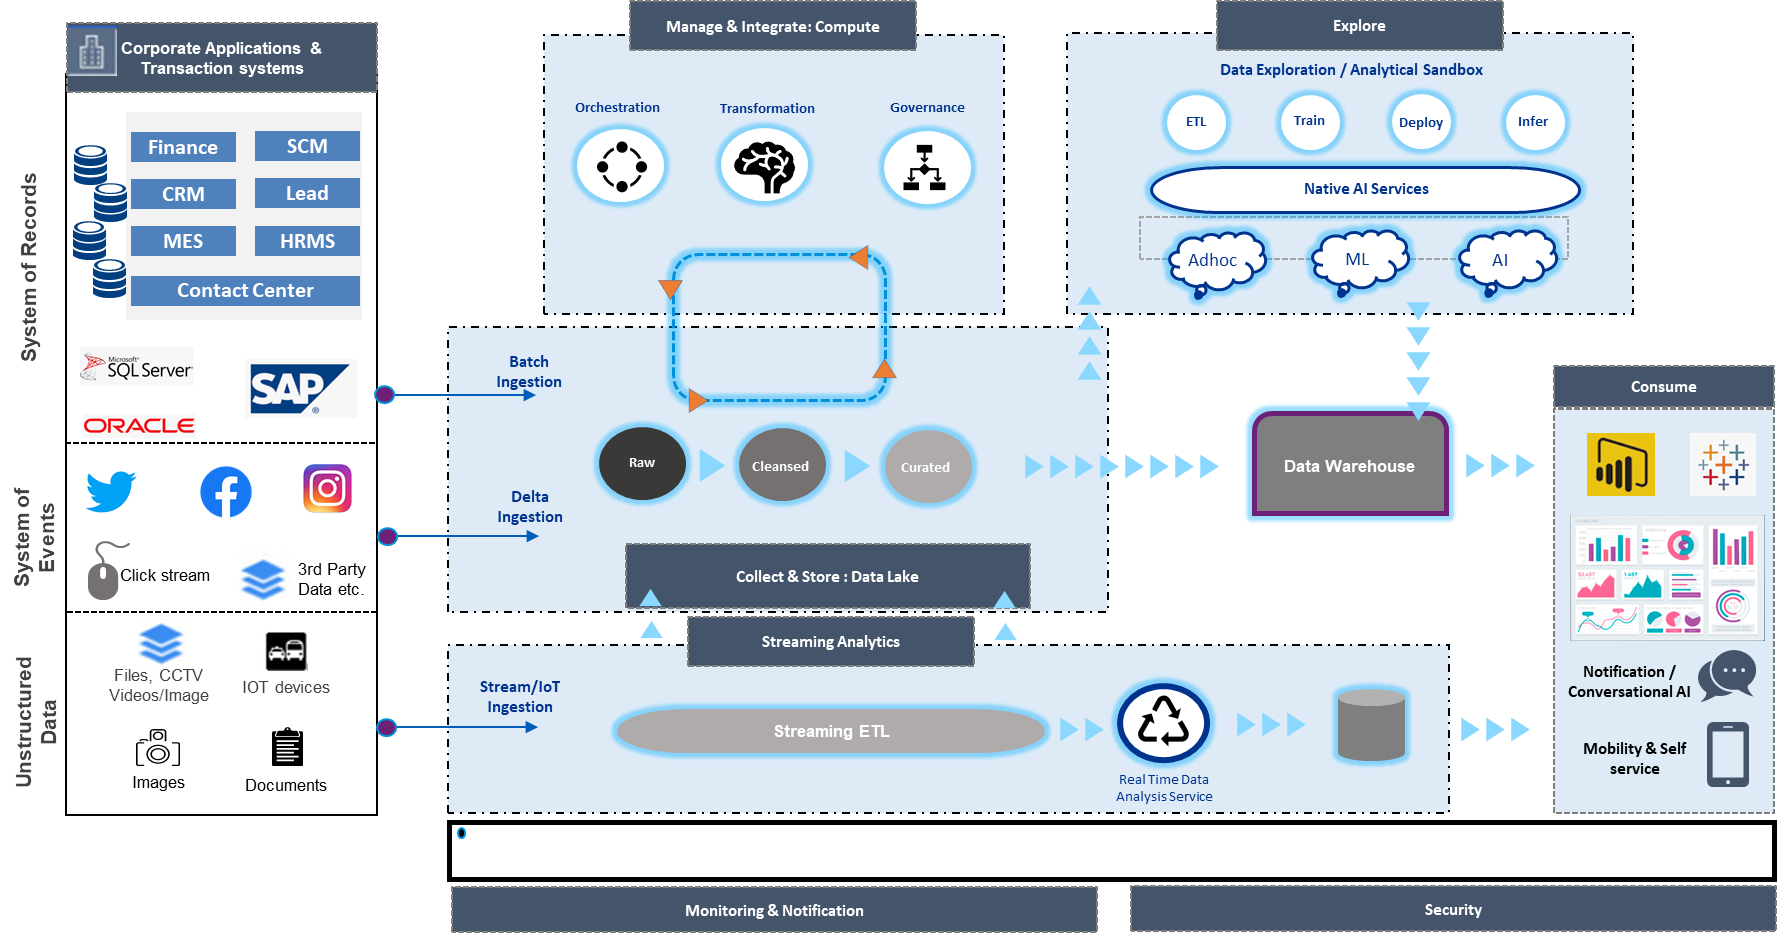 Corporate Applications &
Transaction systems
System of Records
Finance
SCM
CRM
Lead
MES
HRMS
Contact Center
Microsoft®
SQL Server
SAP
®
ORACLE
System of
Events
Click stream
3rd Party
Data etc.
Unstructured
Data
Files, CCTV
Videos/Image
IOT devices
Images
Documents
Manage & Integrate: Compute
Orchestration
Transformation
Governance
Batch
Ingestion
Delta
Ingestion
Raw
Cleansed
Curated
Collect & Store : Data Lake
Streaming Analytics
Stream/IoT
Ingestion
Streaming ETL
Real Time Data
Analysis Service
Explore
Data Exploration / Analytical Sandbox
ETL
Train
Deploy
Infer
Native AI Services
Adhoc
ML
AI
Data Warehouse
Consume
Notification /
Conversational AI
Mobility & Self
service
Monitoring & Notification
Security